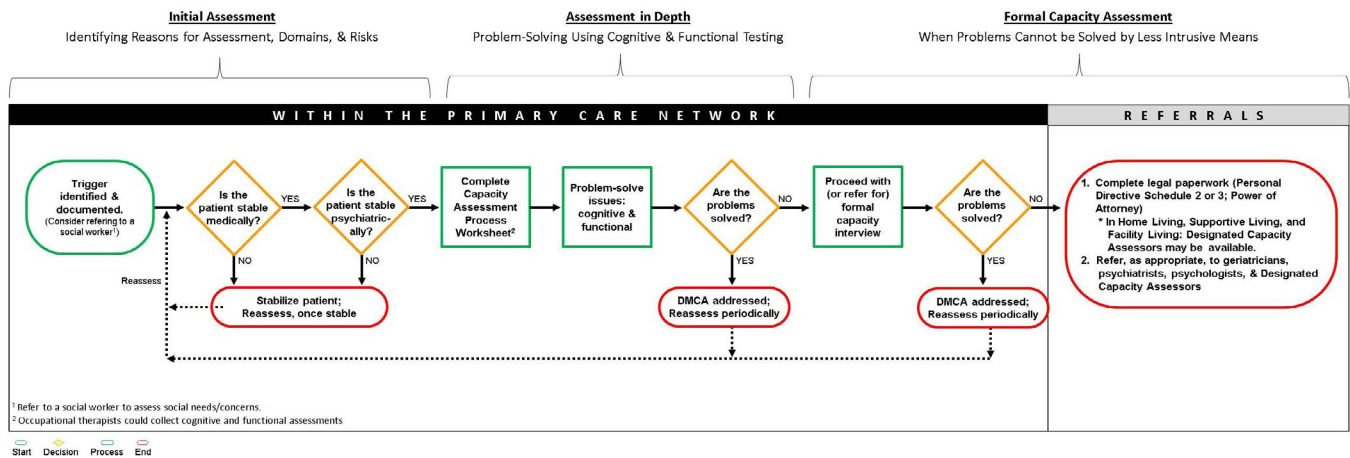 Initial Assessment
Identifying Reasons for Assessment, Domains, & Risks
Assessment in Depth
Problem-Solving Using Cognitive & Functional Testing
Formal Capacity Assessment
When Problems Cannot be Solved by Less Intrusive Means
WITHIN THE PRIMARY CARE NETWORK
REFERRALS
Trigger
identified &
documented.
(Consider refering to a
social worker¹)
Is the
patient stable
medically?
YES
Is the
patient stable
psychiatric-
ally?
YES
Complete
Capacity
Assessment
Process
Worksheet²
Problem-solve
issues:
cognitive &
functional
Are the
problems
solved?
NO
Proceed with
(or refer for)
formal
capacity
interview
Are the
problems
solved?
NO
1. Complete legal paperwork (Personal
Directive Schedule 2 or 3; Power of
Attorney)
* In Home Living, Supportive Living, and
Facility Living: Designated Capacity
Assessors may be available.
2. Refer, as appropriate, to geriatricians,
psychiatrists, psychologists, & Designated
Capacity Assessors
NO
NO
YES
YES
Reassess
Stabilize patient;
Reassess, once stable
DMCA addressed;
Reassess periodically
DMCA addressed;
Reassess periodically
¹ Refer to a social worker to assess social needs/concerns.
² Occupational therapists could collect cognitive and functional assessments
Start
Decision
Process
End